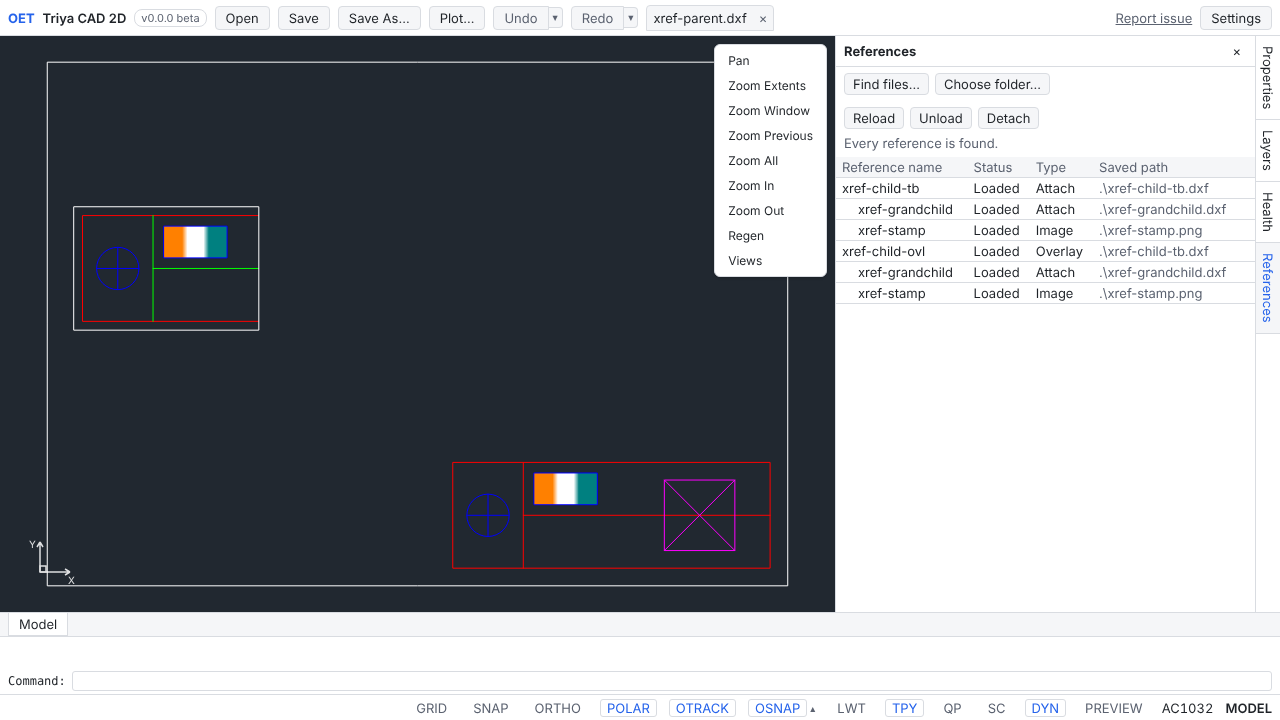 OET Triya CAD 2D v0.0.0 beta Open Save Save As... Plot... Undo ▾ Redo ▾ xref-parent.dxf × Report issue Settings
Pan
Zoom Extents
Zoom Window
Zoom Previous
Zoom All
Zoom In
Zoom Out
Regen
Views
Y
X
References ×
Find files... Choose folder...
Reload Unload Detach
Every reference is found.
Reference name Status Type Saved path
xref-child-tb Loaded Attach .\xref-child-tb.dxf
xref-grandchild Loaded Attach .\xref-grandchild.dxf
xref-stamp Loaded Image .\xref-stamp.png
xref-child-ovl Loaded Overlay .\xref-child-tb.dxf
xref-grandchild Loaded Attach .\xref-grandchild.dxf
xref-stamp Loaded Image .\xref-stamp.png
Properties
Layers
Health
References
Model
Command:
GRID SNAP ORTHO POLAR OTRACK OSNAP ▴ LWT TPY QP SC DYN PREVIEW AC1032 MODEL